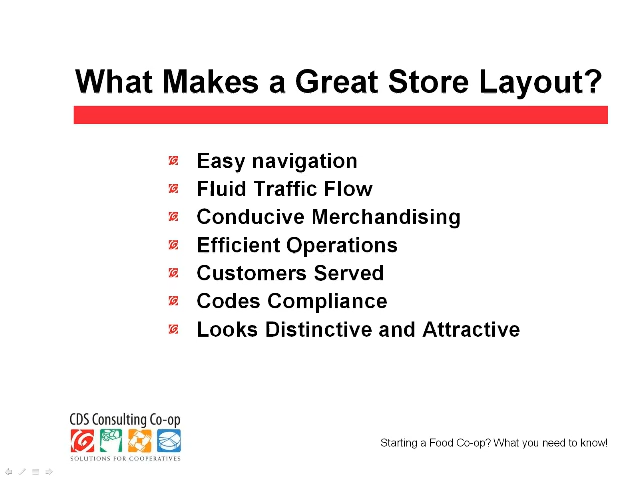 What Makes a Great Store Layout?
Easy navigation
Fluid Traffic Flow
Conducive Merchandising
Efficient Operations
Customers Served
Codes Compliance
Looks Distinctive and Attractive
CDS Consulting Co-op
SOLUTIONS FOR COOPERATIVES
Starting a Food Co-op? What you need to know!